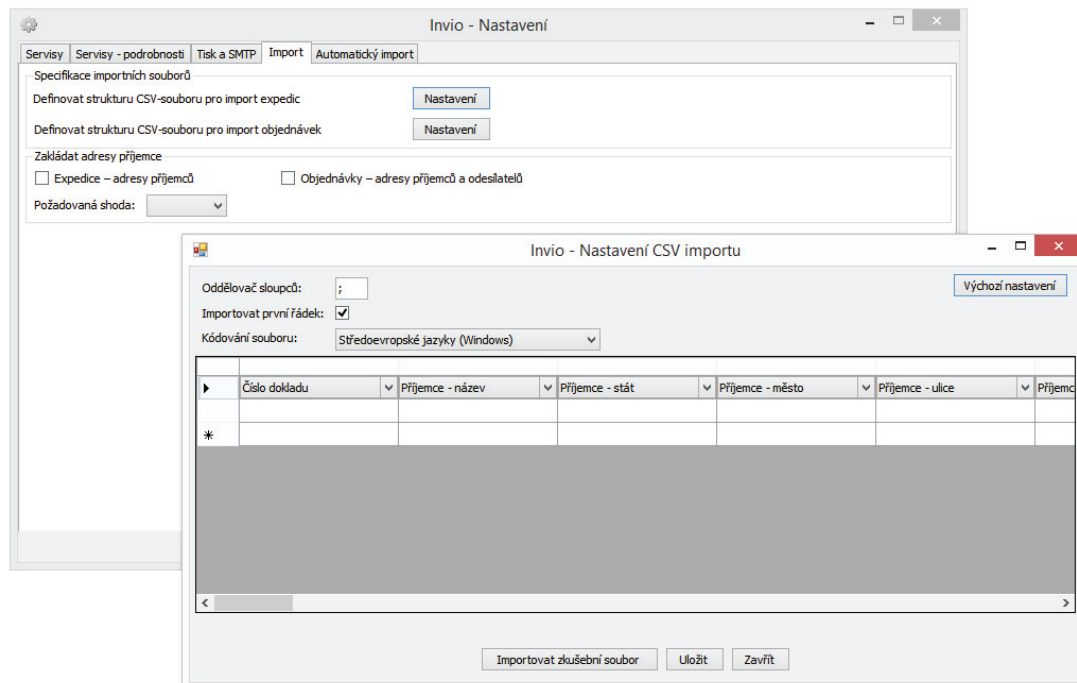 Invio - Nastavení
Servisy Servisy - podrobnosti Tisk a SMTP Import Automatický import
Specifikace importních souborů
Definovat strukturu CSV-souboru pro import expedic Nastavení
Definovat strukturu CSV-souboru pro import objednávek Nastavení
Zakládat adresy příjemce
Expedice – adresy příjemců Objednávky – adresy příjemců a odesílatelů
Požadovaná shoda:
Invio - Nastavení CSV importu
Oddělovač sloupců: ; Výchozí nastavení
Importovat první řádek:
Kódování souboru: Středoevropské jazyky (Windows)
Číslo dokladu Příjemce - název Příjemce - stát Příjemce - město Příjemce - ulice Příjemc
Importovat zkušební soubor Uložit Zavřít